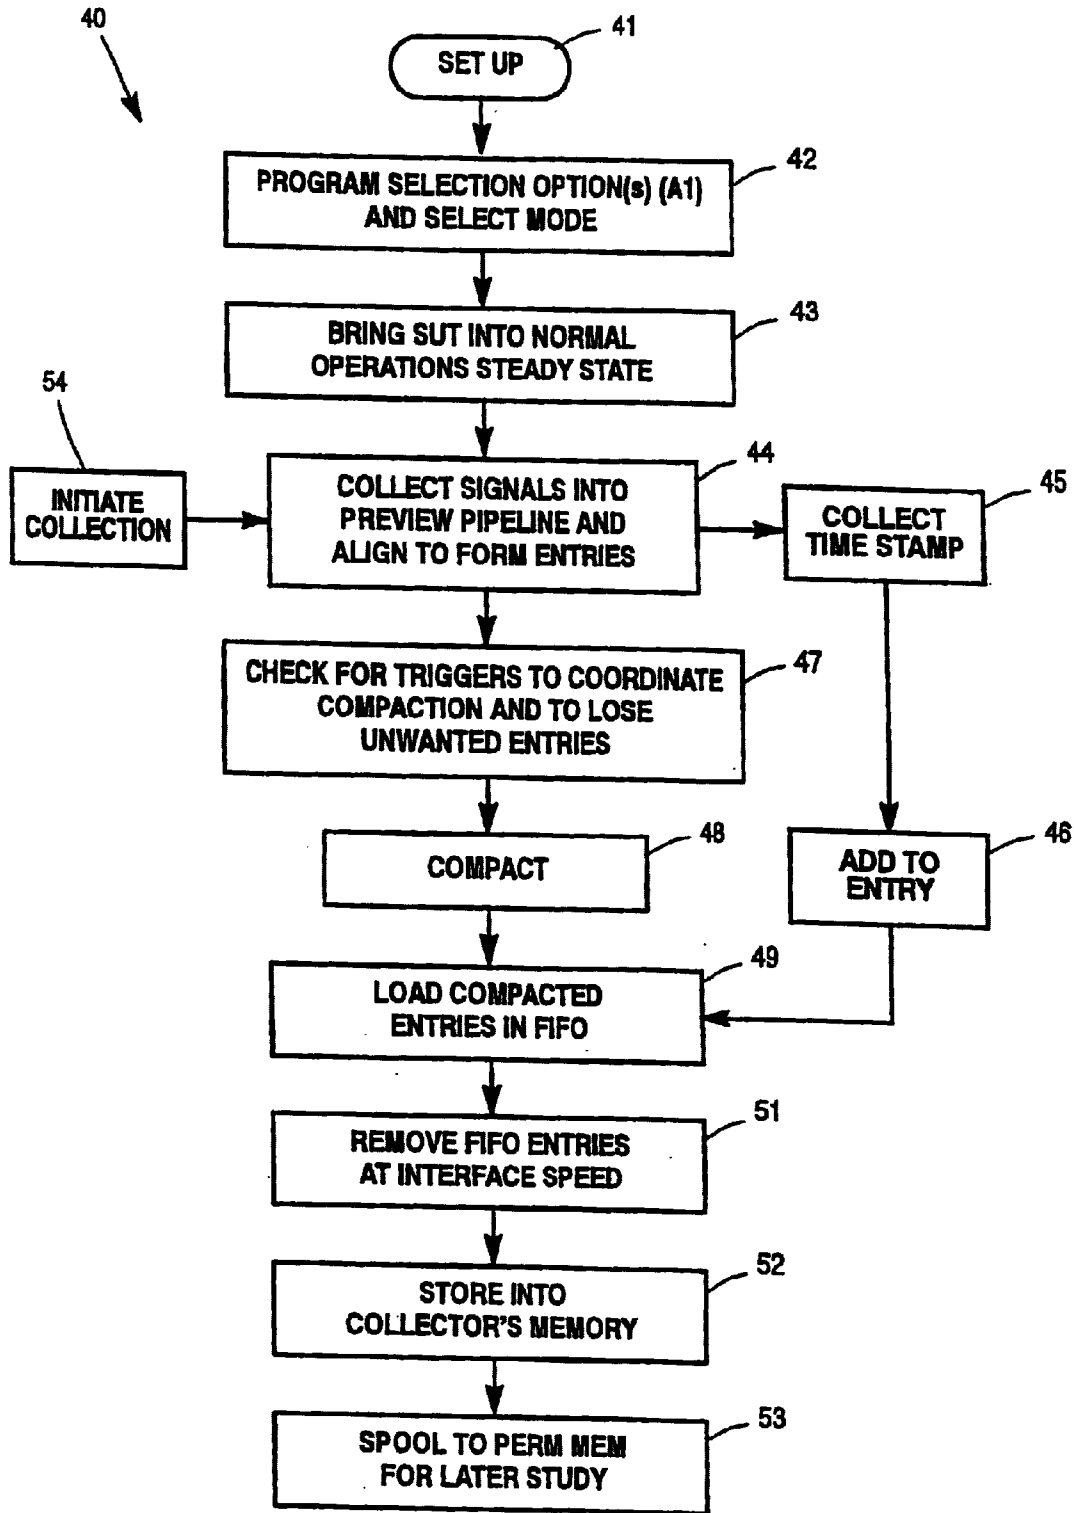 40
41
SET UP
42
PROGRAM SELECTION OPTION(s) (A1)
AND SELECT MODE
43
BRING SUT INTO NORMAL
OPERATIONS STEADY STATE
54
INITIATE
COLLECTION
44
COLLECT SIGNALS INTO
PREVIEW PIPELINE AND
ALIGN TO FORM ENTRIES
45
COLLECT
TIME STAMP
47
CHECK FOR TRIGGERS TO COORDINATE
COMPACTION AND TO LOSE
UNWANTED ENTRIES
48
COMPACT
46
ADD TO
ENTRY
49
LOAD COMPACTED
ENTRIES IN FIFO
51
REMOVE FIFO ENTRIES
AT INTERFACE SPEED
52
STORE INTO
COLLECTOR'S MEMORY
53
SPOOL TO PERM MEM
FOR LATER STUDY